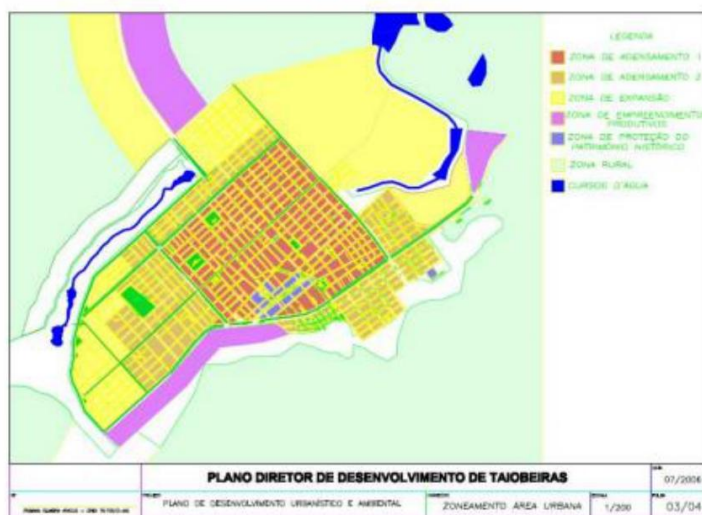 LEGENDA
ZONA DE ADENSAMENTO 1
ZONA DE ADENSAMENTO 2
ZONA DE EXPANSÃO
ZONA DE EMPREENDIMENTO
PRODUTIVOS
ZONA DE PROTEÇÃO DO
PATRIMÔNIO HISTÓRICO
ZONA RURAL
CURSOS D'ÁGUA
PLANO DIRETOR DE DESENVOLVIMENTO DE TAIOBEIRAS
07/2006
PLANO DE DESENVOLVIMENTO URBANÍSTICO E AMBIENTAL
ZONEAMENTO ÁREA URBANA
1/200
03/04